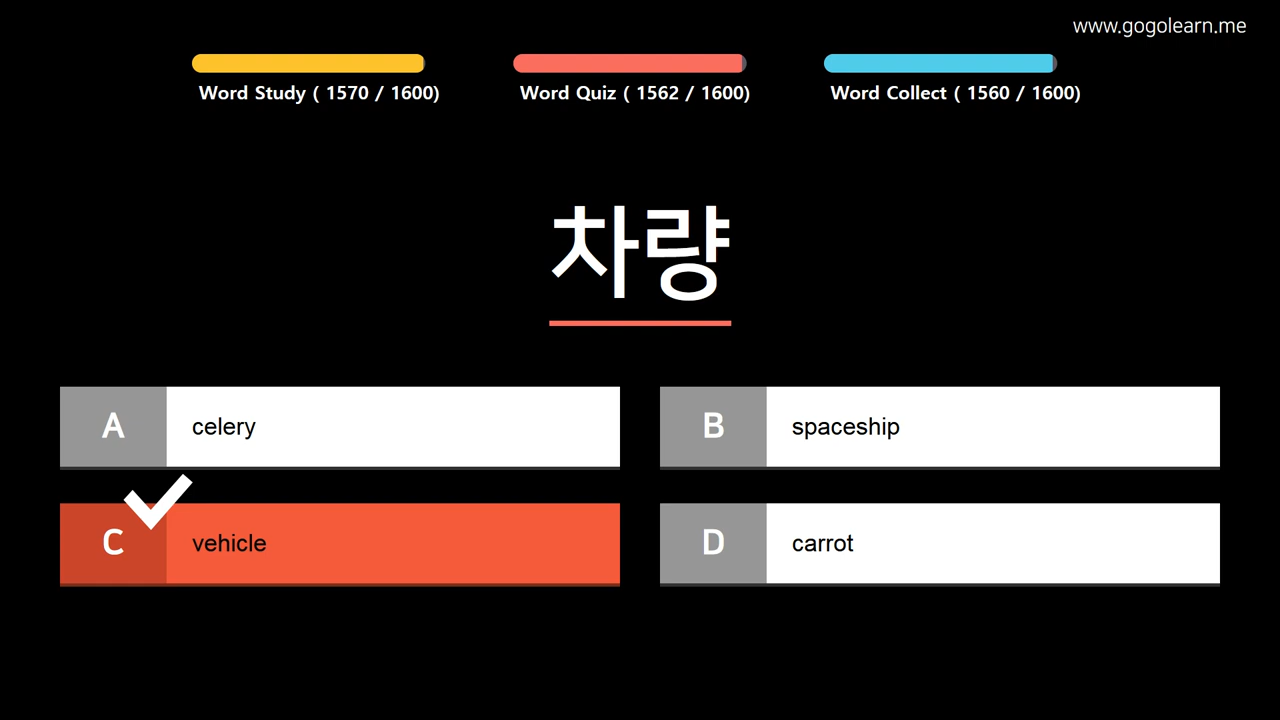 www.gogolearn.me
Word Study ( 1570 / 1600)
Word Quiz ( 1562 / 1600)
Word Collect ( 1560 / 1600)
차량
A celery
B spaceship
C vehicle
D carrot